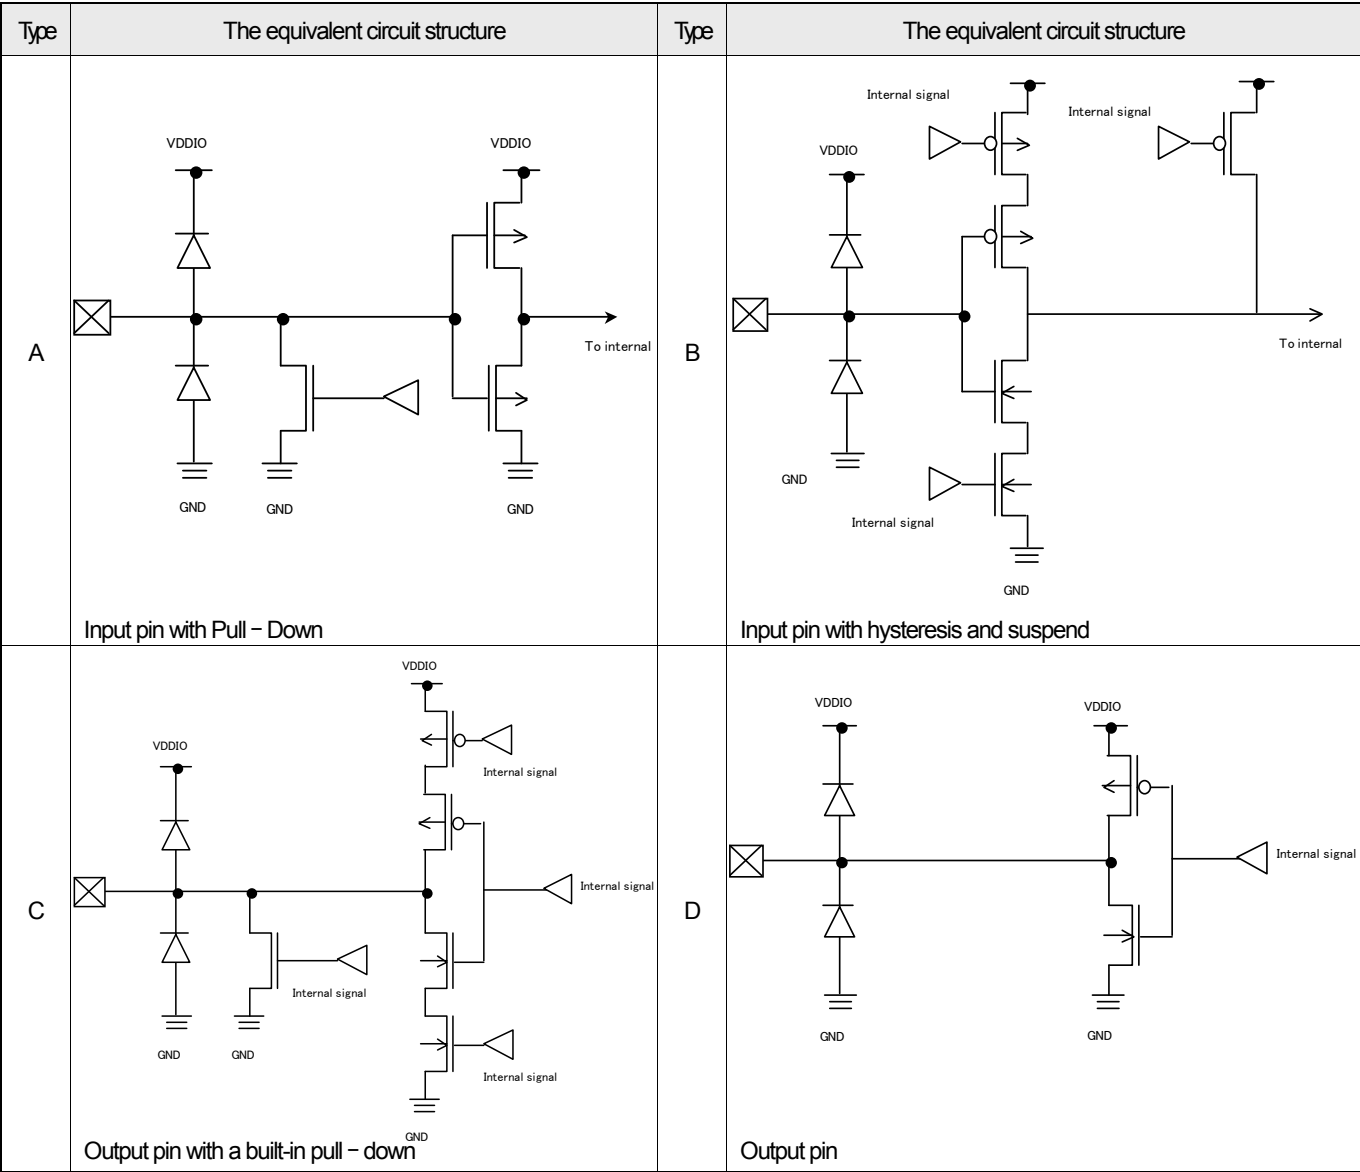 Type The equivalent circuit structure Type The equivalent circuit structure
A
VDDIO VDDIO
To internal
GND GND GND
Input pin with Pull − Down
B
Internal signal
Internal signal
VDDIO
To internal
GND
Internal signal
GND
Input pin with hysteresis and suspend
C
VDDIO
VDDIO
Internal signal
Internal signal
Internal signal
GND GND
Internal signal
GND
Output pin with a built-in pull − down
D
VDDIO VDDIO
Internal signal
GND GND
Output pin